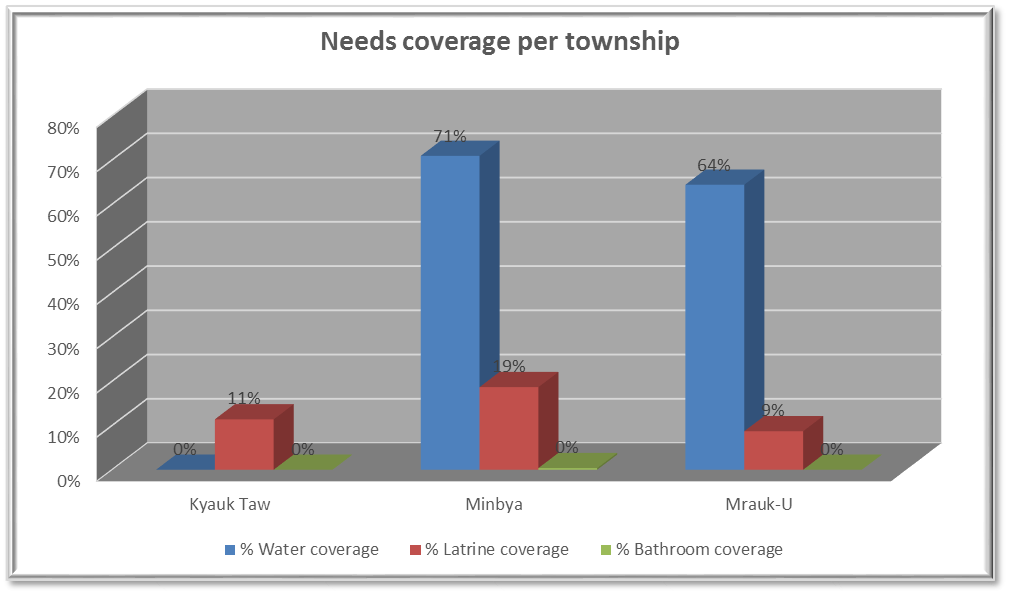 Needs coverage per township
80%
70%
60%
50%
40%
30%
20%
10%
0%
0%
11%
0%
71%
19%
0%
64%
9%
0%
Kyauk Taw
Minbya
Mrauk-U
% Water coverage
% Latrine coverage
% Bathroom coverage